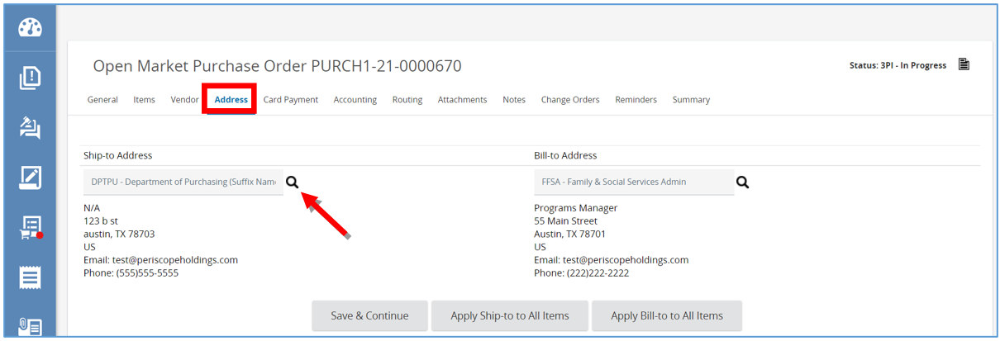 Open Market Purchase Order PURCH1-21-0000670
Status: 3PI - In Progress
General Items Vendor Address Card Payment Accounting Routing Attachments Notes Change Orders Reminders Summary
Ship-to Address Bill-to Address
DPTPU - Department of Purchasing (Suffix Name FFSA - Family & Social Services Admin
N/A Programs Manager
123 b st 55 Main Street
austin, TX 78703 Austin, TX 78701
US US
Email: test@periscopeholdings.com Email: test@periscopeholdings.com
Phone: (555)555-5555 Phone: (222)222-2222
Save & Continue Apply Ship-to to All Items Apply Bill-to to All Items